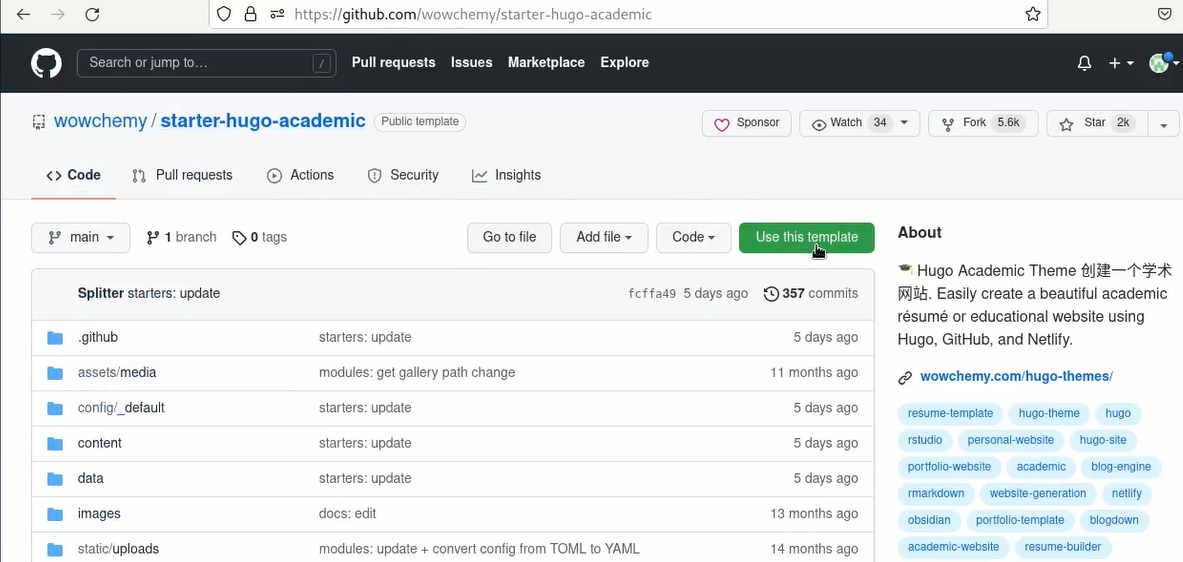 https://github.com/wowchemy/starter-hugo-academic
Search or jump to… / Pull requests Issues Marketplace Explore
wowchemy / starter-hugo-academic Public template
Sponsor Watch 34 Fork 5.6k Star 2k
Code Pull requests Actions Security Insights
main 1 branch 0 tags Go to file Add file Code Use this template
Splitter starters: update fcffa49 5 days ago 357 commits
.github starters: update 5 days ago
assets/media modules: get gallery path change 11 months ago
config/_default starters: update 5 days ago
content starters: update 5 days ago
data starters: update 5 days ago
images docs: edit 13 months ago
static/uploads modules: update + convert config from TOML to YAML 14 months ago
About
Hugo Academic Theme 创建一个学术
网站. Easily create a beautiful academic
résumé or educational website using
Hugo, GitHub, and Netlify.
wowchemy.com/hugo-themes/
resume-template hugo-theme hugo
rstudio personal-website hugo-site
portfolio-website academic blog-engine
rmarkdown website-generation netlify
obsidian portfolio-template blogdown
academic-website resume-builder